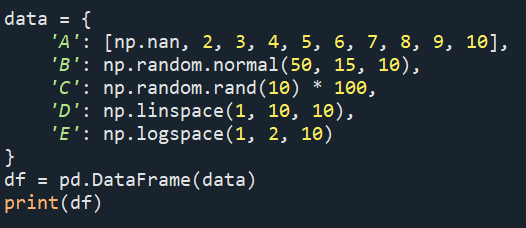 data = {
    'A': [np.nan, 2, 3, 4, 5, 6, 7, 8, 9, 10],
    'B': np.random.normal(50, 15, 10),
    'C': np.random.rand(10) * 100,
    'D': np.linspace(1, 10, 10),
    'E': np.logspace(1, 2, 10)
}
df = pd.DataFrame(data)
print(df)